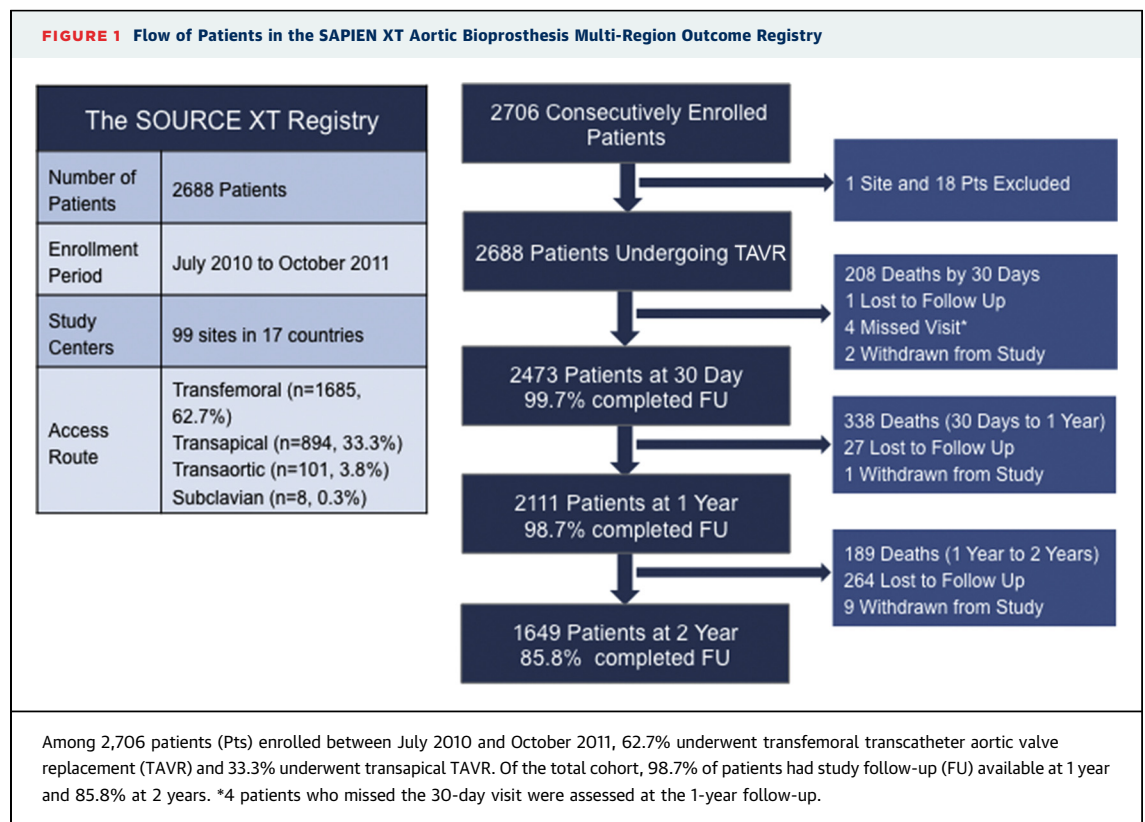 FIGURE 1 Flow of Patients in the SAPIEN XT Aortic Bioprosthesis Multi-Region Outcome Registry
The SOURCE XT Registry
Number of
Patients
2688 Patients
Enrollment
Period
July 2010 to October 2011
Study
Centers
99 sites in 17 countries
Access
Route
Transfemoral (n=1685,
62.7%)
Transapical (n=894, 33.3%)
Transaortic (n=101, 3.8%)
Subclavian (n=8, 0.3%)
2706 Consecutively Enrolled
Patients
1 Site and 18 Pts Excluded
2688 Patients Undergoing TAVR
208 Deaths by 30 Days
1 Lost to Follow Up
4 Missed Visit*
2 Withdrawn from Study
2473 Patients at 30 Day
99.7% completed FU
338 Deaths (30 Days to 1 Year)
27 Lost to Follow Up
1 Withdrawn from Study
2111 Patients at 1 Year
98.7% completed FU
189 Deaths (1 Year to 2 Years)
264 Lost to Follow Up
9 Withdrawn from Study
1649 Patients at 2 Year
85.8% completed FU
Among 2,706 patients (Pts) enrolled between July 2010 and October 2011, 62.7% underwent transfemoral transcatheter aortic valve
replacement (TAVR) and 33.3% underwent transapical TAVR. Of the total cohort, 98.7% of patients had study follow-up (FU) available at 1 year
and 85.8% at 2 years. *4 patients who missed the 30-day visit were assessed at the 1-year follow-up.